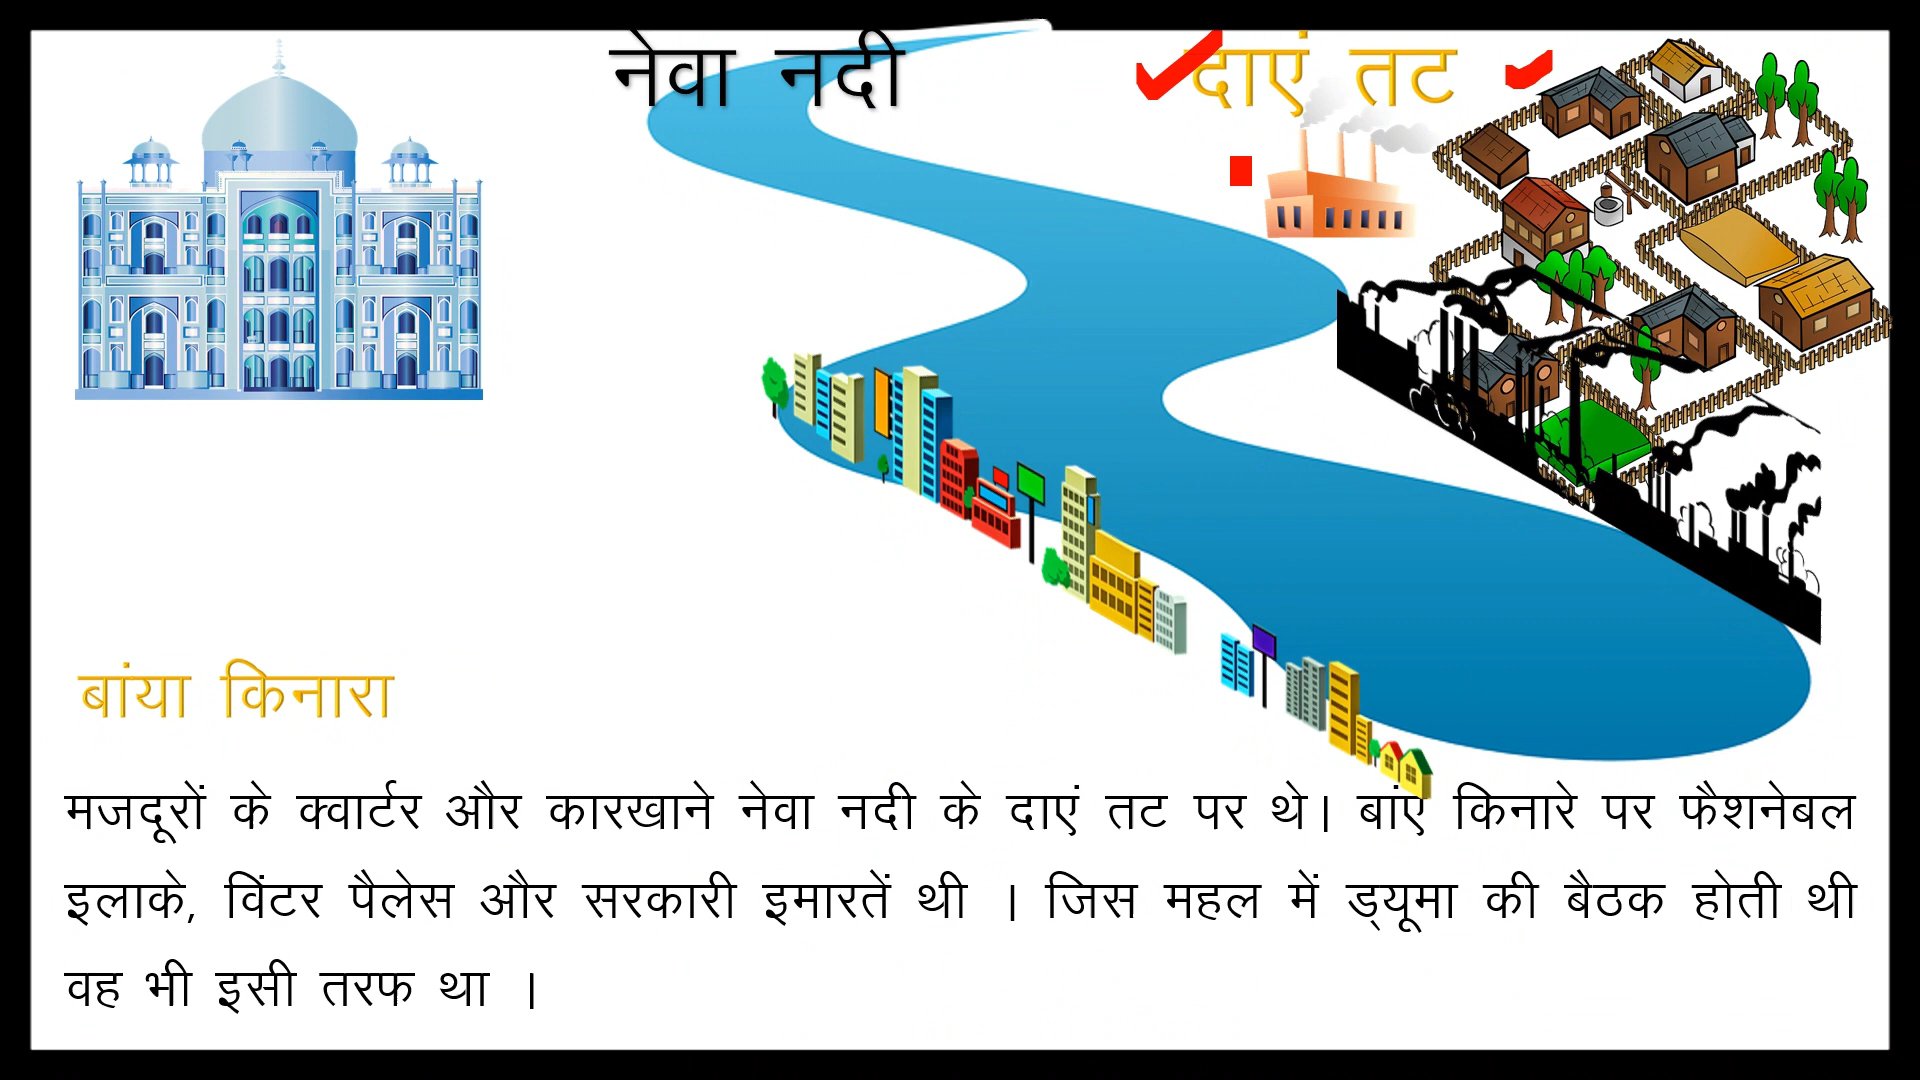 नेवा नदी
दाएं तट
बांया किनारा
मजदूरों के क्वार्टर और कारखाने नेवा नदी के दाएं तट पर थे। बांए किनारे पर फैशनेबल
इलाके, विंटर पैलेस और सरकारी इमारतें थी । जिस महल में ड्यूमा की बैठक होती थी
वह भी इसी तरफ था ।